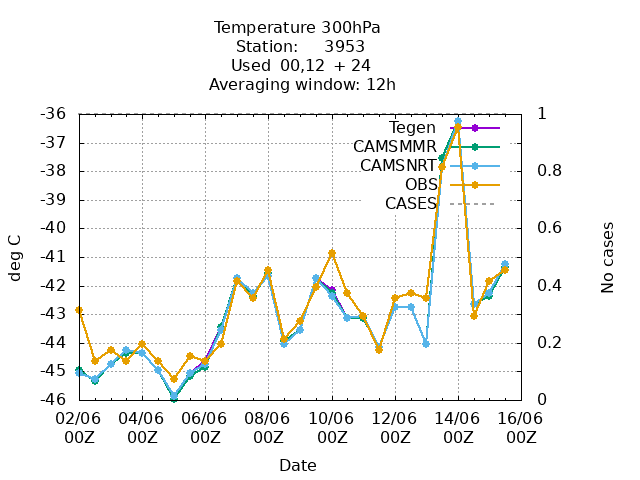 Temperature 300hPa
Station: 3953
Used 00,12 + 24
Averaging window: 12h
-36
-37
-38
-39
-40
-41
-42
-43
-44
-45
-46
1
0.8
0.6
0.4
0.2
0
deg C
No cases
Tegen
CAMSMMR
CAMSNRT
OBS
CASES
02/06 04/06 06/06 08/06 10/06 12/06 14/06 16/06
00Z 00Z 00Z 00Z 00Z 00Z 00Z 00Z
Date